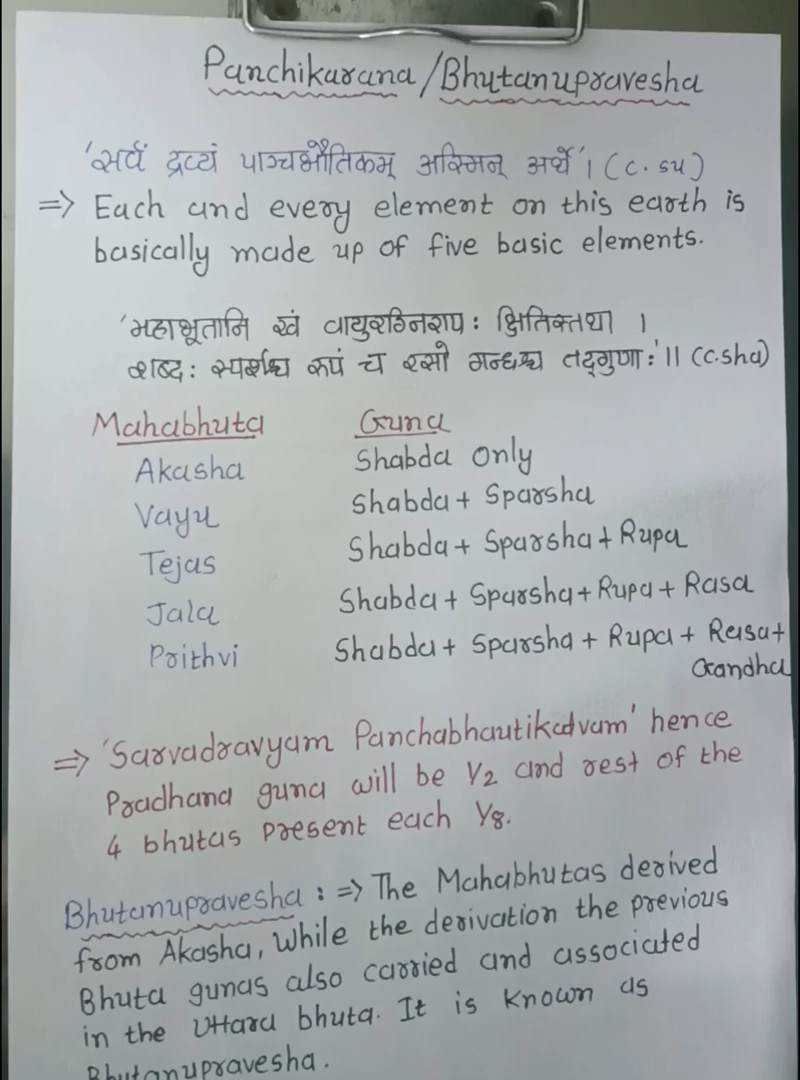 Panchikarana / Bhutanupravesha
'सर्वं द्रव्यं पाञ्चभौतिकम् अस्मिन् अर्थे'। (C. Su)
=> Each and every element on this earth is
basically made up of five basic elements.
'महाभूतानि खं वायुरग्निरापः क्षितिस्तथा ।
शब्दः स्पर्शश्च रूपं च रसो गन्धश्च तद्गुणाः'॥ (C.Sha)
Mahabhuta Guna
Akasha Shabda Only
Vayu Shabda + Sparsha
Tejas Shabda + Sparsha + Rupa
Jala Shabda + Sparsha + Rupa + Rasa
Prithvi Shabda + Sparsha + Rupa + Rasa +
Gandha
=> 'Sarvadravyam Panchabhautikatvam' hence
Pradhana guna will be 1/2 and rest of the
4 bhutas present each 1/8.
Bhutanupravesha : => The Mahabhutas derived
from Akasha, While the derivation the previous
Bhuta gunas also carried and associated
in the Uttara bhuta. It is known as
Bhutanupravesha.